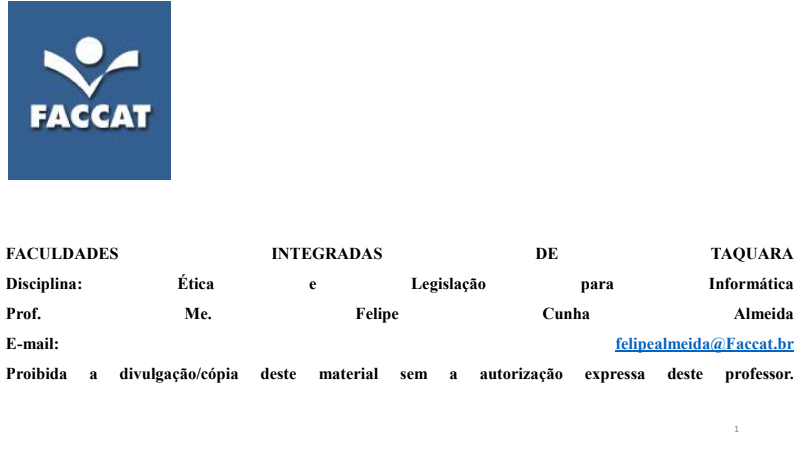 FACCAT
FACULDADES INTEGRADAS DE TAQUARA
Disciplina: Ética e Legislação para Informática
Prof. Me. Felipe Cunha Almeida
E-mail: felipealmeida@Faccat.br
Proibida a divulgação/cópia deste material sem a autorização expressa deste professor.
1